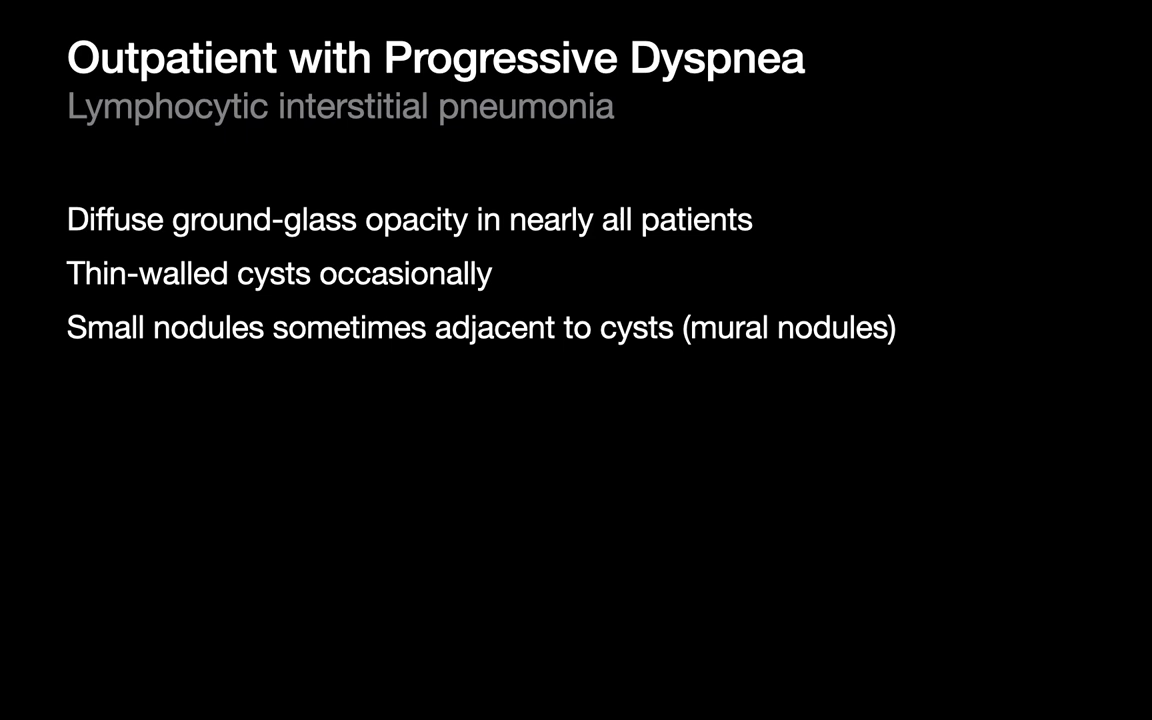 Outpatient with Progressive Dyspnea
Lymphocytic interstitial pneumonia
Diffuse ground-glass opacity in nearly all patients
Thin-walled cysts occasionally
Small nodules sometimes adjacent to cysts (mural nodules)